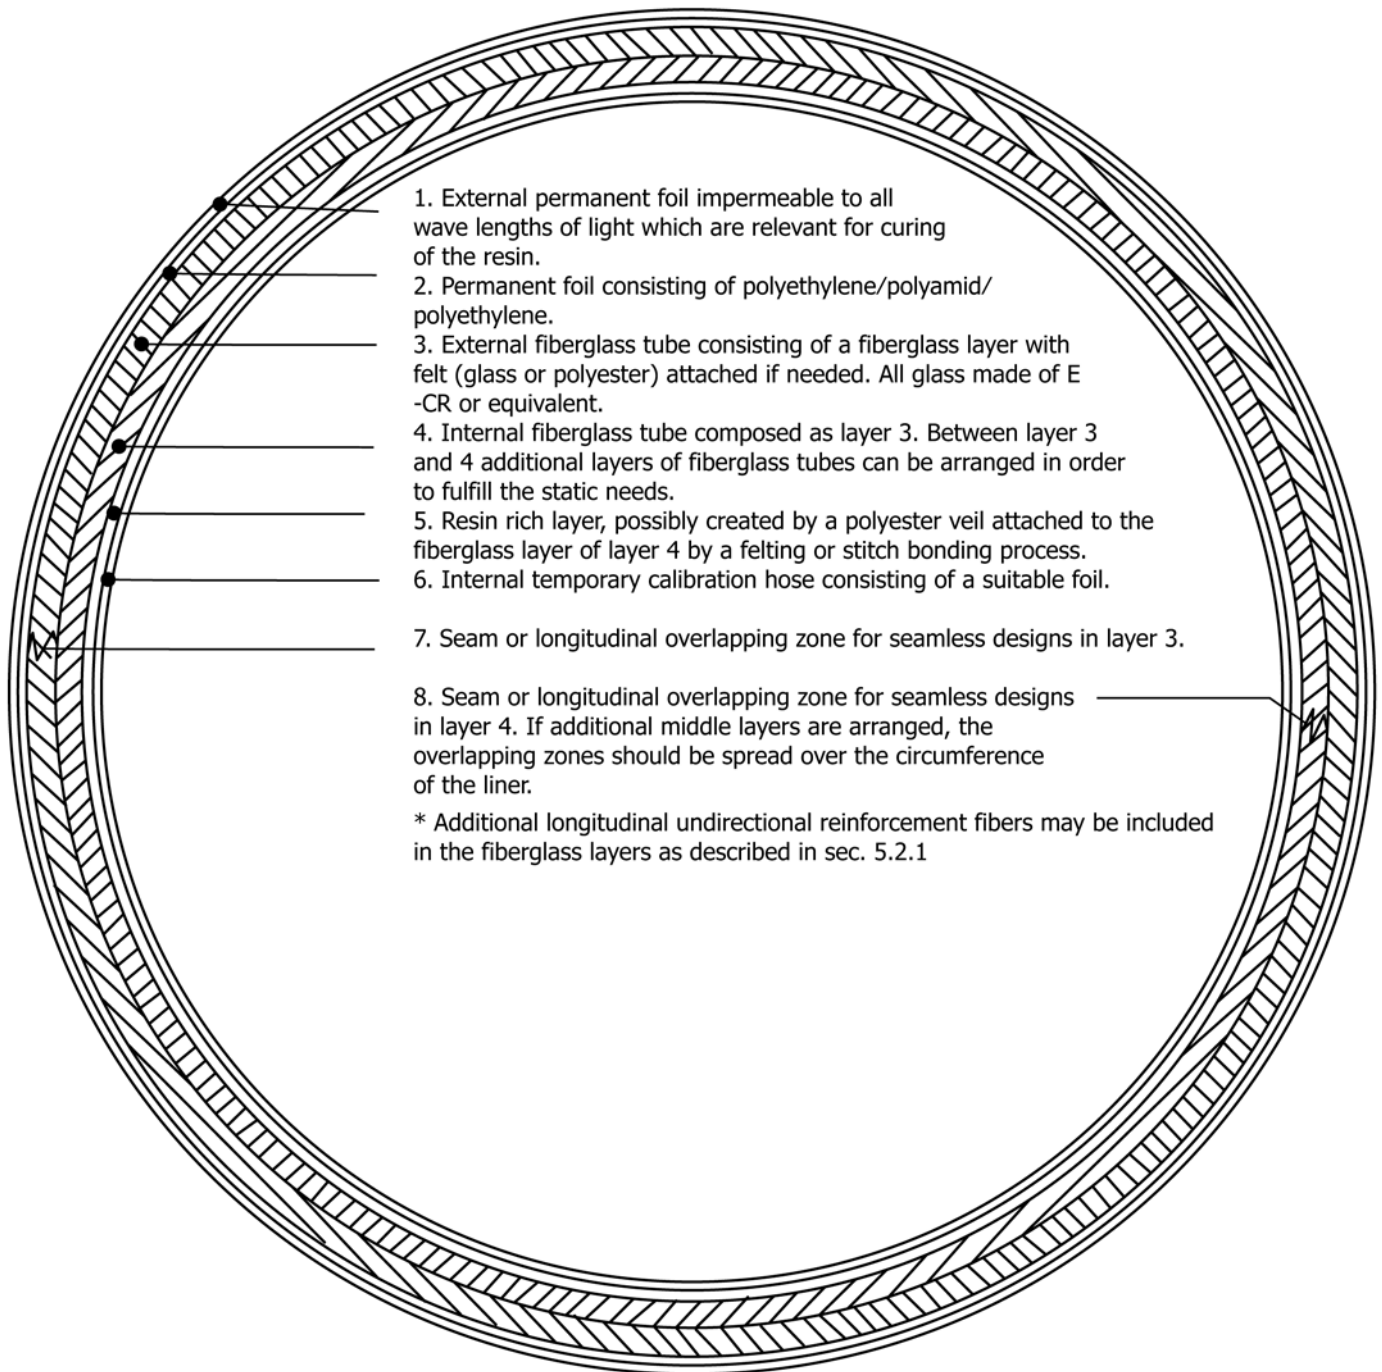 1. External permanent foil impermeable to all
wave lengths of light which are relevant for curing
of the resin.
2. Permanent foil consisting of polyethylene/polyamid/
polyethylene.
3. External fiberglass tube consisting of a fiberglass layer with
felt (glass or polyester) attached if needed. All glass made of E
-CR or equivalent.
4. Internal fiberglass tube composed as layer 3. Between layer 3
and 4 additional layers of fiberglass tubes can be arranged in order
to fulfill the static needs.
5. Resin rich layer, possibly created by a polyester veil attached to the
fiberglass layer of layer 4 by a felting or stitch bonding process.
6. Internal temporary calibration hose consisting of a suitable foil.
7. Seam or longitudinal overlapping zone for seamless designs in layer 3.
8. Seam or longitudinal overlapping zone for seamless designs
in layer 4. If additional middle layers are arranged, the
overlapping zones should be spread over the circumference
of the liner.
* Additional longitudinal undirectional reinforcement fibers may be included
in the fiberglass layers as described in sec. 5.2.1